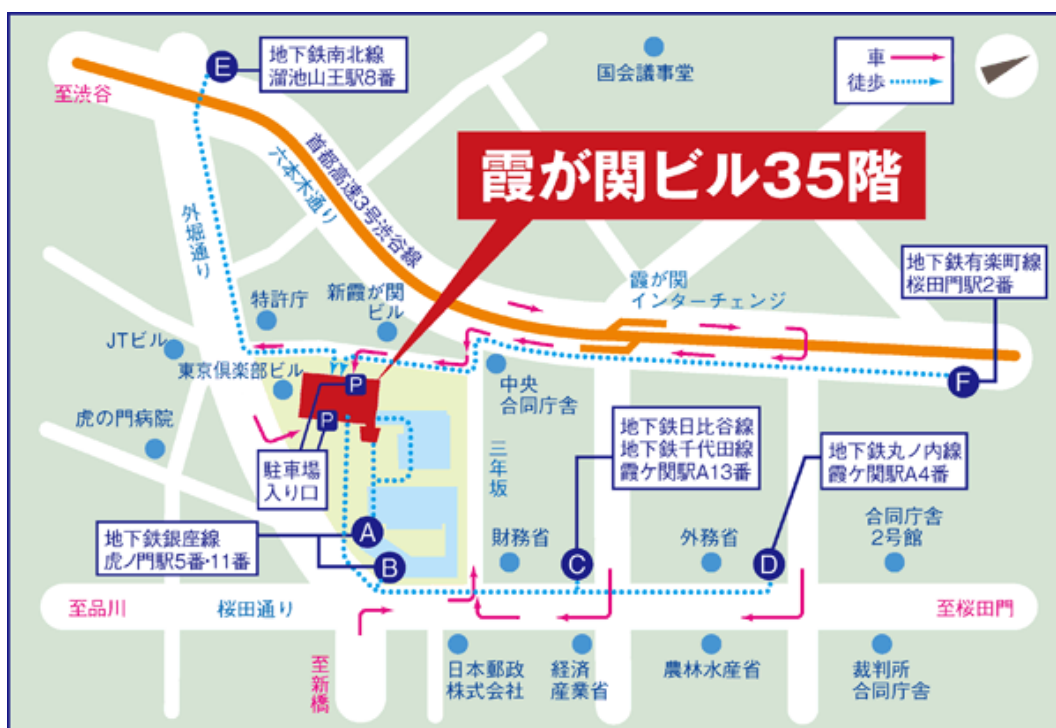 E
地下鉄南北線
溜池山王駅8番
国会議事堂
車
徒歩
至渋谷
首都高速3号渋谷線
六本木通り
外堀通り
霞が関ビル35階
地下鉄有楽町線
桜田門駅2番
F
霞が関
インターチェンジ
特許庁
新霞が関
ビル
JTビル
東京倶楽部ビル
虎の門病院
P
P
中央
合同庁舎
三年坂
駐車場
入り口
地下鉄日比谷線
地下鉄千代田線
霞ケ関駅A13番
地下鉄丸ノ内線
霞ケ関駅A4番
地下鉄銀座線
虎ノ門駅5番・11番
A
B
C
D
財務省
外務省
合同庁舎
2号館
至品川
桜田通り
至桜田門
至新橋
日本郵政
株式会社
経済
産業省
農林水産省
裁判所
合同庁舎